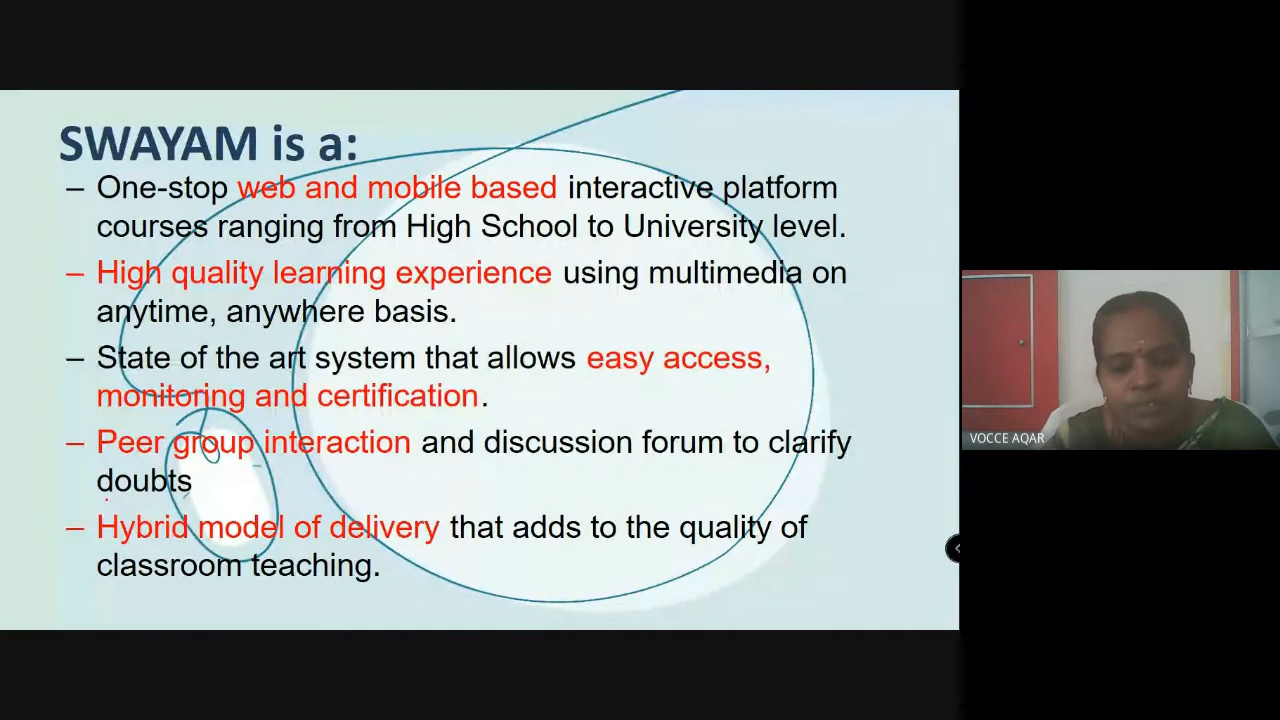 SWAYAM is a:
– One-stop web and mobile based interactive platform
courses ranging from High School to University level.
– High quality learning experience using multimedia on
anytime, anywhere basis.
– State of the art system that allows easy access,
monitoring and certification.
– Peer group interaction and discussion forum to clarify
doubts
– Hybrid model of delivery that adds to the quality of
classroom teaching.
VOCCE AQAR